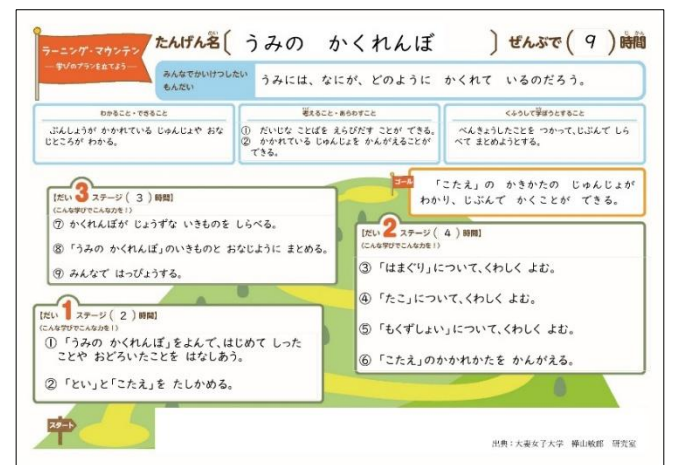 ラーニング・マウンテン
― 学びのプランを立てよう ―
たんげん名〔 うみの かくれんぼ 〕 ぜんぶで( 9 )時間
みんなでかいけつしたい
もんだい
うみには、なにが、どのように かくれて いるのだろう。
わかること・できること
ぶんしょうが かかれている じゅんじょや おな
じところが わかる。
考えること・あらわすこと
① だいじな ことばを えらびだす ことが できる。
② かかれている じゅんじょを かんがえることが
できる。
くふうして学ぼうとすること
べんきょうしたことを つかって、じぶんで しら
べて まとめようとする。
ゴール
「こたえ」の かきかたの じゅんじょが
わかり、じぶんで かくことが できる。
【だい3ステージ( 3 )時間】
(こんな学びでこんな力を!)
⑦ かくれんぼが じょうずな いきものを しらべる。
⑧ 「うみの かくれんぼ」のいきものと おなじように まとめる。
⑨ みんなで はっぴょうする。
【だい2ステージ( 4 )時間】
(こんな学びでこんな力を!)
③ 「はまぐり」について、くわしく よむ。
④ 「たこ」について、くわしく よむ。
⑤ 「もくずしょい」について、くわしく よむ。
⑥ 「こたえ」のかかれかたを かんがえる。
【だい1ステージ( 2 )時間】
(こんな学びでこんな力を!)
① 「うみの かくれんぼ」をよんで、はじめて しった
ことや おどろいたことを はなしあう。
② 「とい」と「こたえ」を たしかめる。
スタート
出典:大妻女子大学 樺山敏郎 研究室